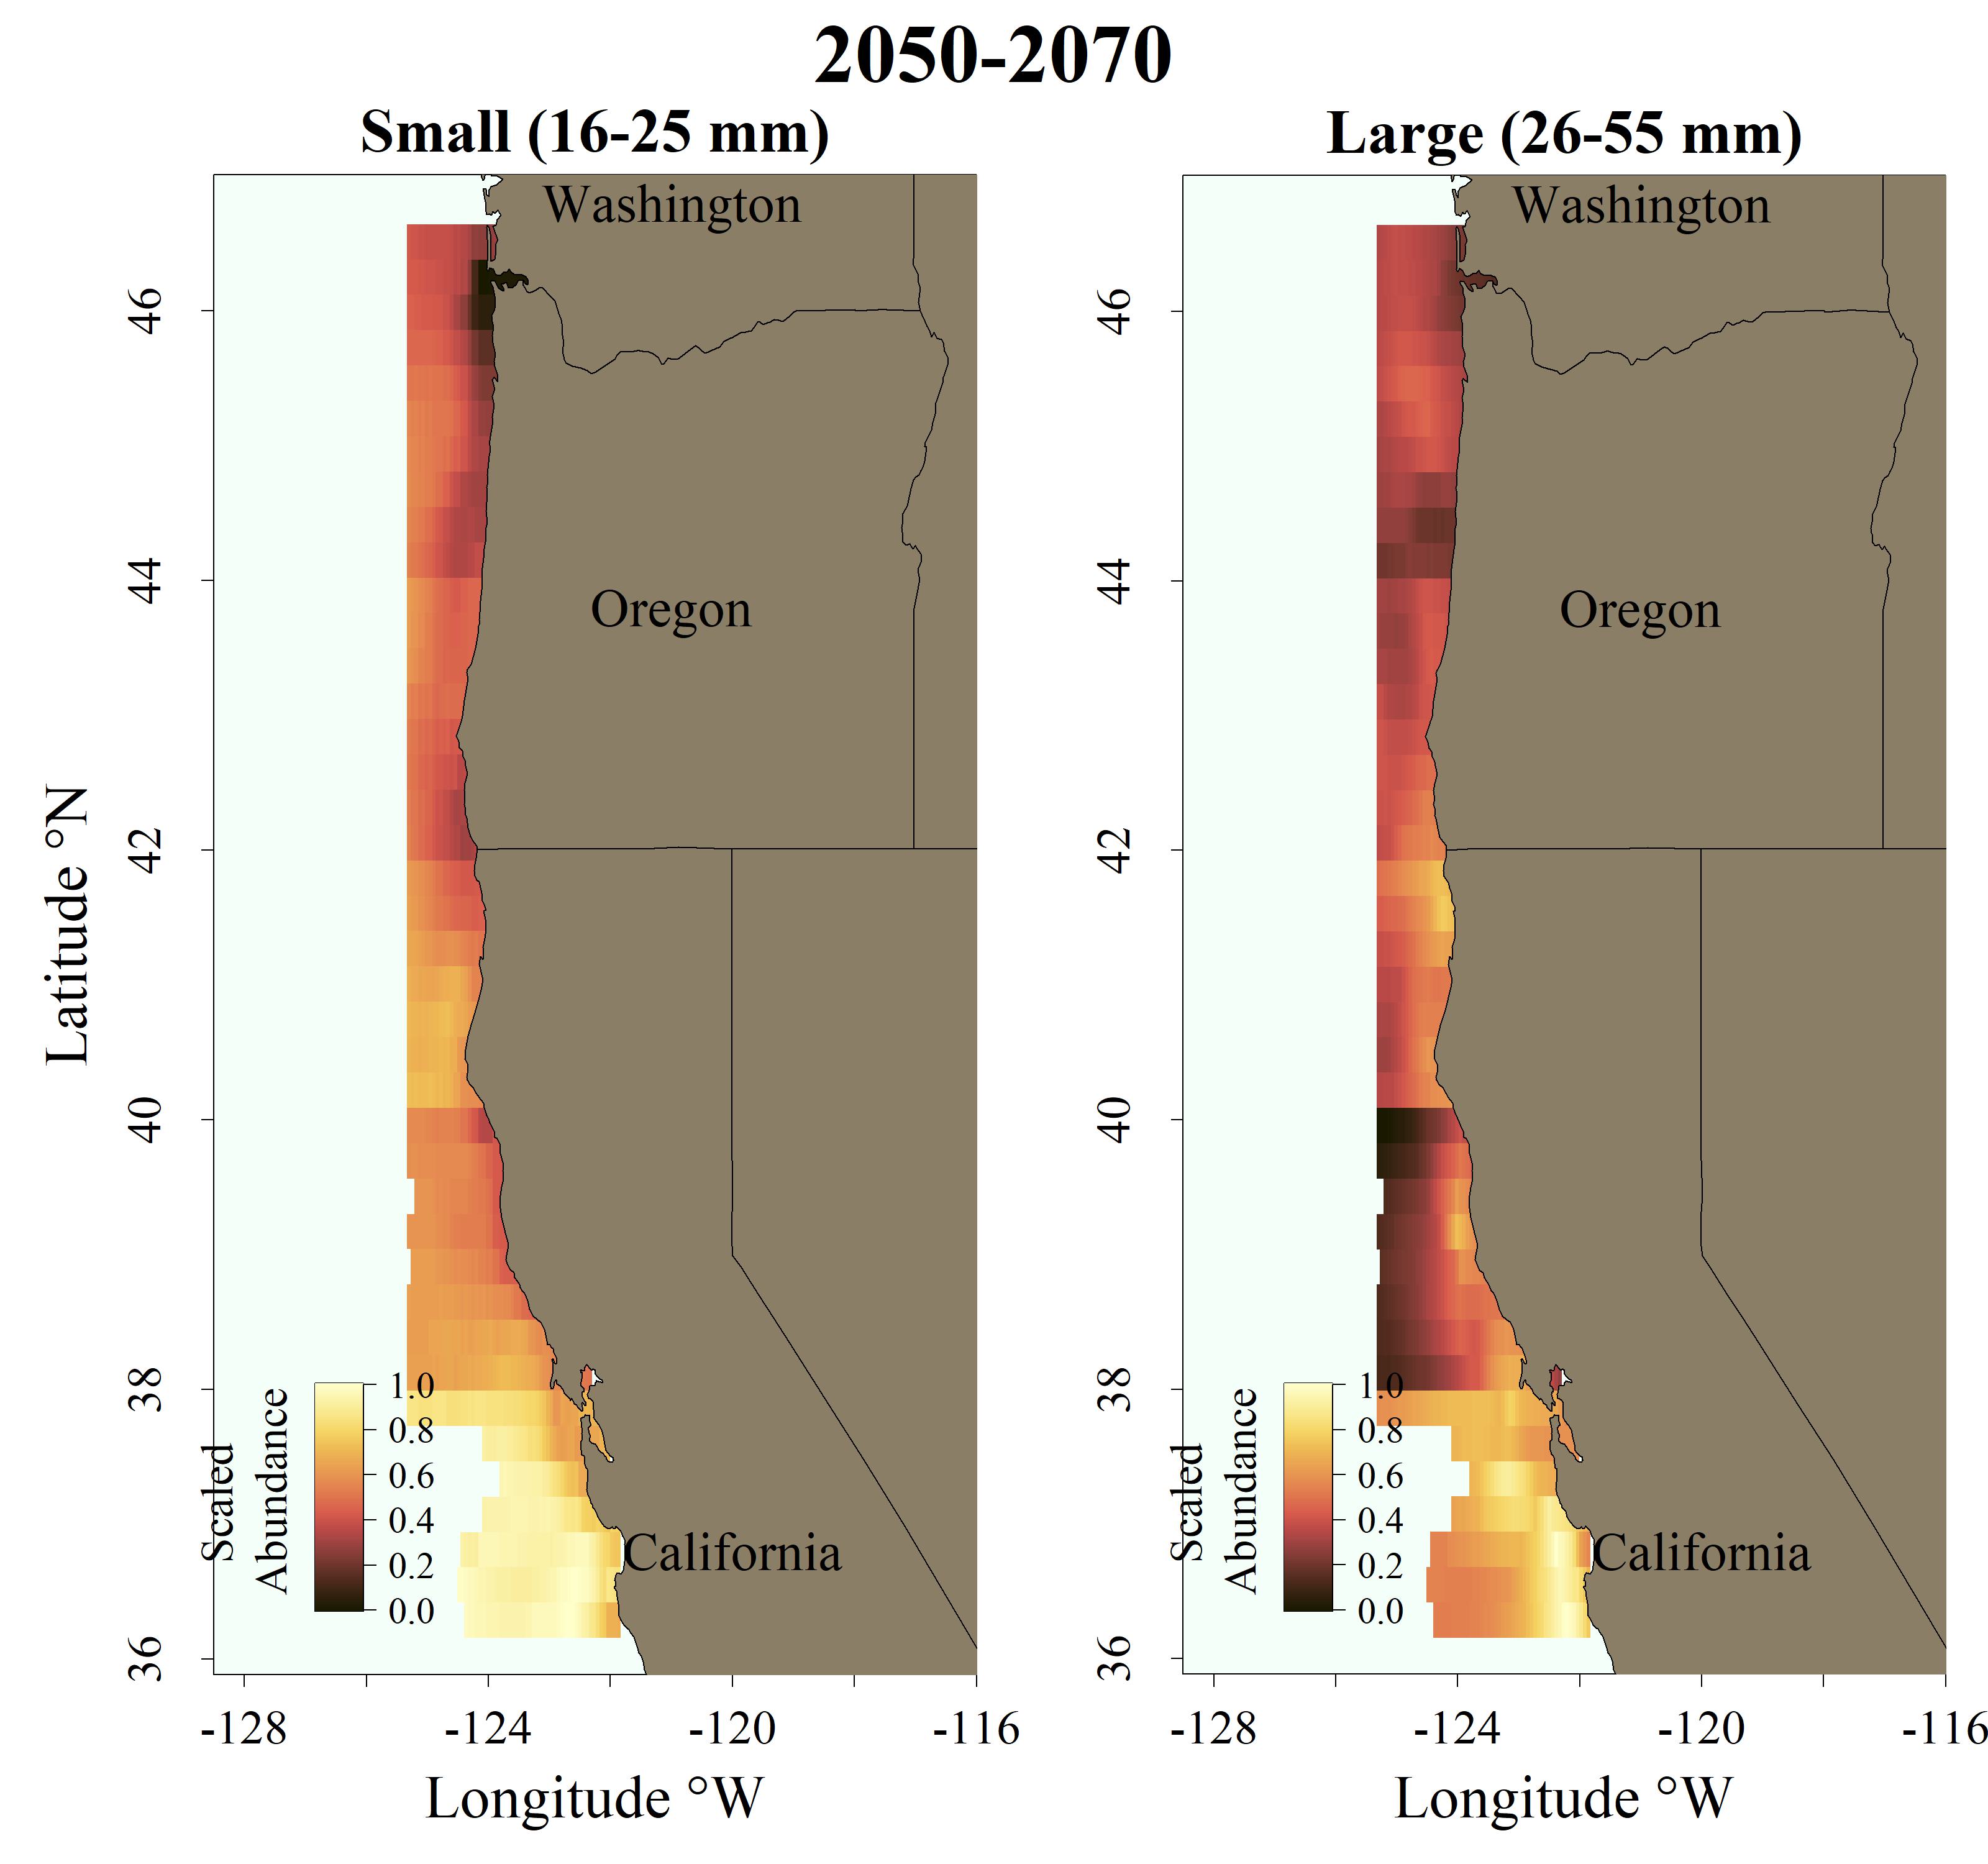 2050-2070
Small (16-25 mm)
Large (26-55 mm)
Latitude °N
46
44
42
40
38
36
Washington
Oregon
California
Scaled
Abundance
1.0
0.8
0.6
0.4
0.2
0.0
-128
-124
-120
-116
Longitude °W
46
44
42
40
38
36
Washington
Oregon
California
Scaled
Abundance
1.0
0.8
0.6
0.4
0.2
0.0
-128
-124
-120
-116
Longitude °W